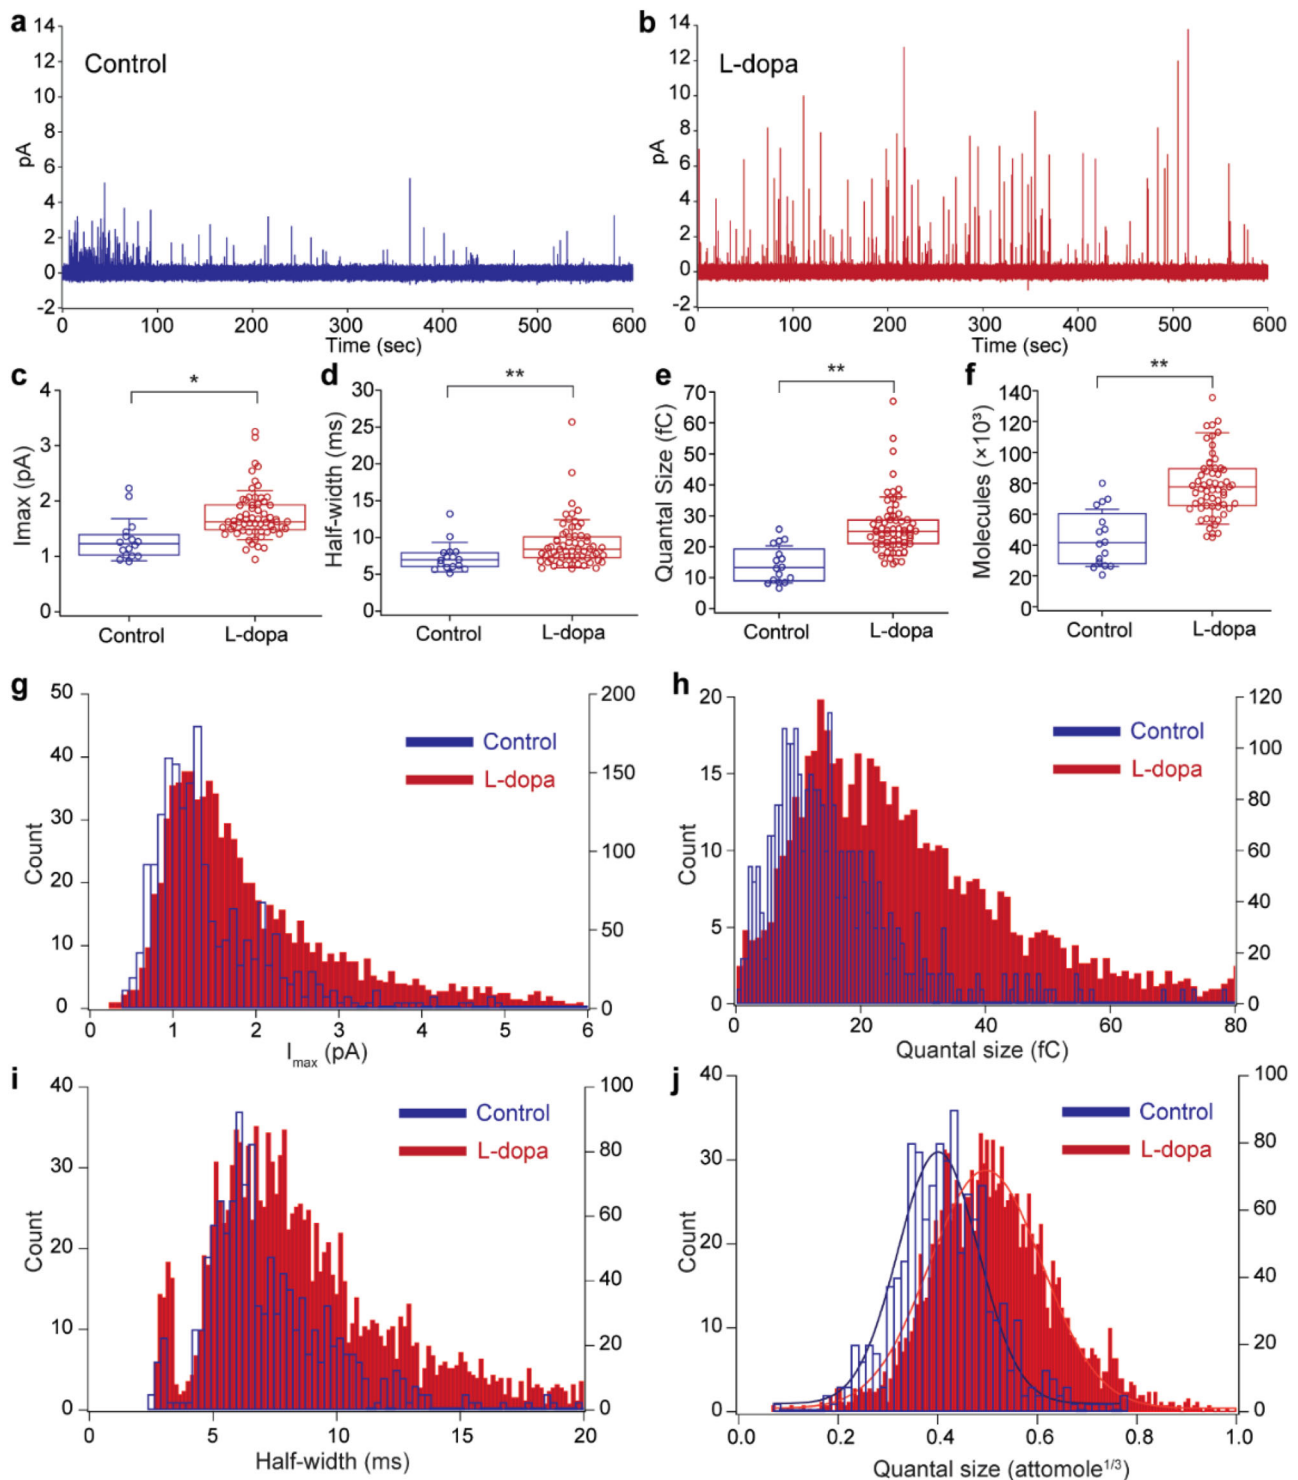 a
14
12
10
8
6
4
2
0
-2
pA
Control
0 100 200 300 400 500 600
Time (sec)
b
14
12
10
8
6
4
2
0
-2
pA
L-dopa
0 100 200 300 400 500 600
Time (sec)
c
4
3
2
1
0
Imax (pA)
*
Control L-dopa
d
30
25
20
15
10
5
0
Half-width (ms)
**
Control L-dopa
e
70
60
50
40
30
20
10
0
Quantal Size (fC)
**
Control L-dopa
f
140
120
100
80
60
40
20
0
Molecules (×10³)
**
Control L-dopa
g
50
40
30
20
10
0
Count
200
150
100
50
0
Control
L-dopa
0 1 2 3 4 5 6
Imax (pA)
h
20
15
10
5
0
Count
120
100
80
60
40
20
0
Control
L-dopa
0 20 40 60 80
Quantal size (fC)
i
40
30
20
10
0
Count
100
80
60
40
20
0
Control
L-dopa
0 5 10 15 20
Half-width (ms)
j
40
30
20
10
0
Count
100
80
60
40
20
0
Control
L-dopa
0.0 0.2 0.4 0.6 0.8 1.0
Quantal size (attomole1/3)